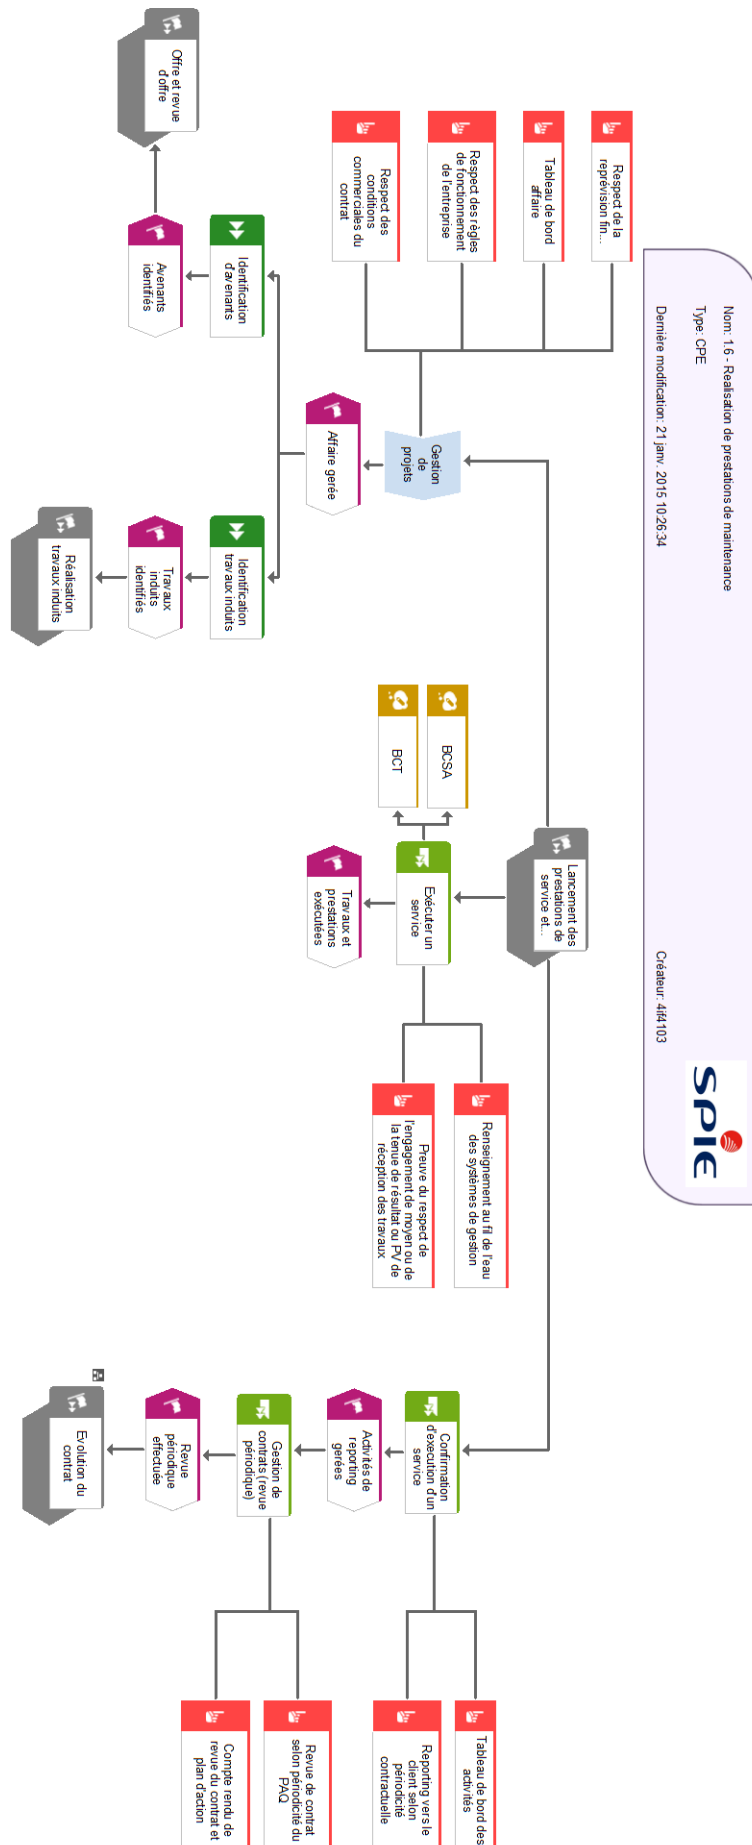 Nom: 1.6 - Realisation de prestations de maintenance
Type: CPE
Dernière modification: 21 janv. 2015 10:26:34
Créateur: 4if4103
SPIE
Lancement des
prestations de
service et...
Respect de la
reprévision fin...
Tableau de bord
affaire
Respect des règles
de fonctionnement
de l'entreprise
Respect des
conditions
commerciales du
contrat
Gestion
de
projets
Affaire gerée
Identification
d'avenants
Avenants
identifiés
Offre et revue
d'offre
Identification
travaux induits
Travaux
induits
identifiés
Réalisation
travaux induits
BCSA
BCT
Exécuter un
service
Travaux et
prestations
exécutées
Renseignement au fil de l'eau
des systèmes de gestion
Preuve du respect de
l'engagement de moyen ou de
la tenue de résultat ou PV de
réception des travaux
Confirmation
d'execution d'un
service
Tableau de bord des
activités
Reporting vers le
client selon
périodicité
contractuelle
Activités de
reporting
gerées
Gestion de
contrats (revue
périodique)
Revue de contrat
selon périodicité du
PAQ
Compte rendu de
revue du contrat et
plan d'action
Revue
périodique
effectuée
Evolution du
contrat